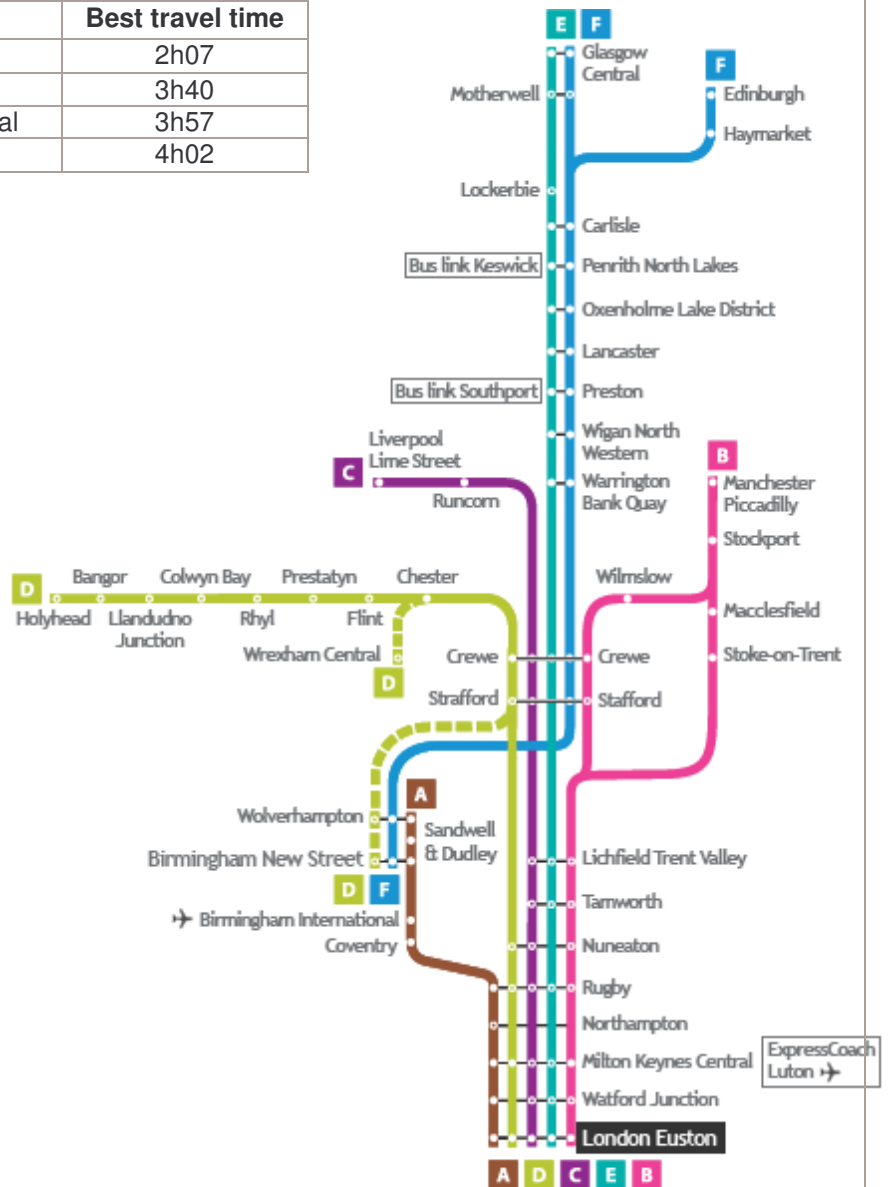 Best travel time
2h07
3h40
al
3h57
4h02
E F
Glasgow
Central
F
Motherwell
Edinburgh
Haymarket
Lockerbie
Carlisle
Bus link Keswick
Penrith North Lakes
Oxenholme Lake District
Lancaster
Bus link Southport
Preston
Wigan North
Western
Liverpool
Lime Street
C
B
Runcorn
Warrington
Bank Quay
Manchester
Piccadilly
Stockport
D
Bangor
Colwyn Bay
Prestatyn
Chester
Wilmslow
Holyhead
Llandudno
Junction
Rhyl
Flint
Macclesfield
Wrexham Central
D
Crewe
Crewe
Stoke-on-Trent
Strafford
Stafford
A
Wolverhampton
Sandwell
& Dudley
Birmingham New Street
D F
Lichfield Trent Valley
Tamworth
Birmingham International
Coventry
Nuneaton
Rugby
Northampton
Milton Keynes Central
ExpressCoach
Luton
Watford Junction
London Euston
A D C E B